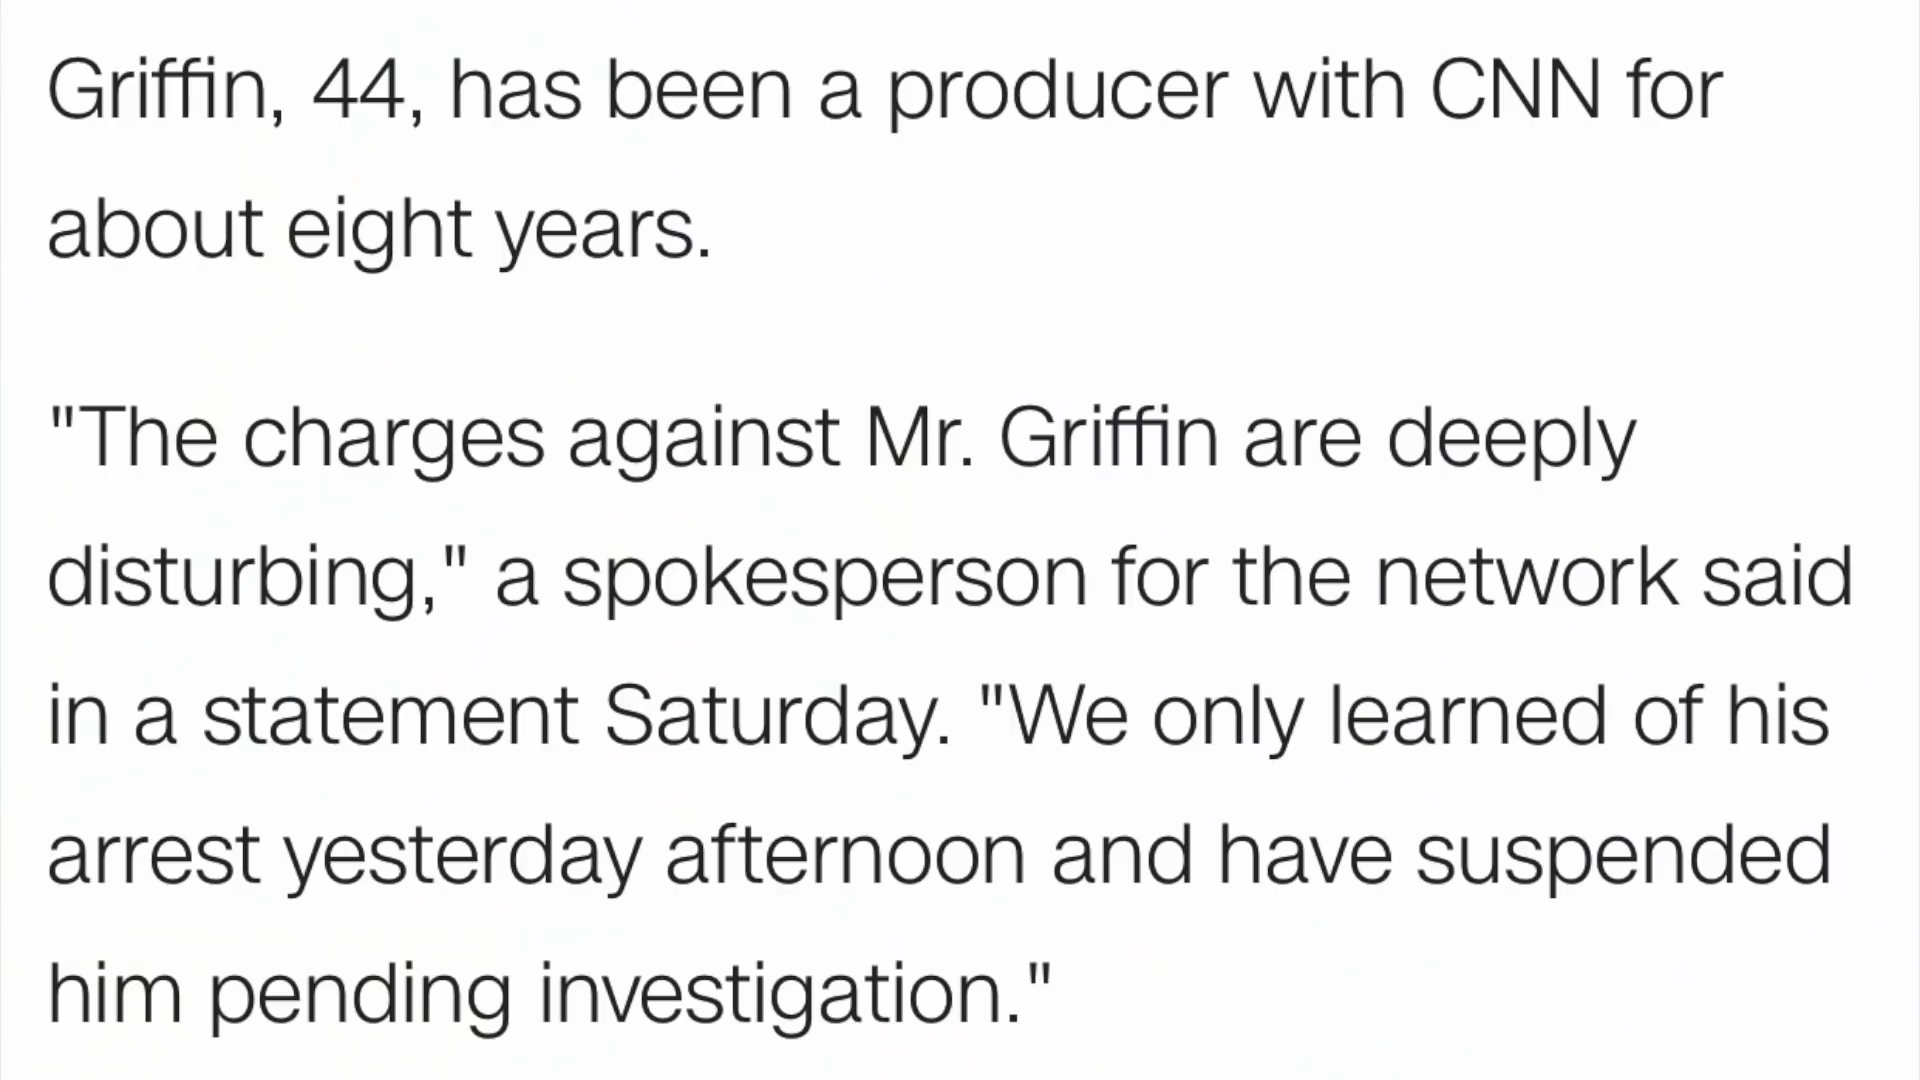 Griffin, 44, has been a producer with CNN for
about eight years.
"The charges against Mr. Griffin are deeply
disturbing," a spokesperson for the network said
in a statement Saturday. "We only learned of his
arrest yesterday afternoon and have suspended
him pending investigation."